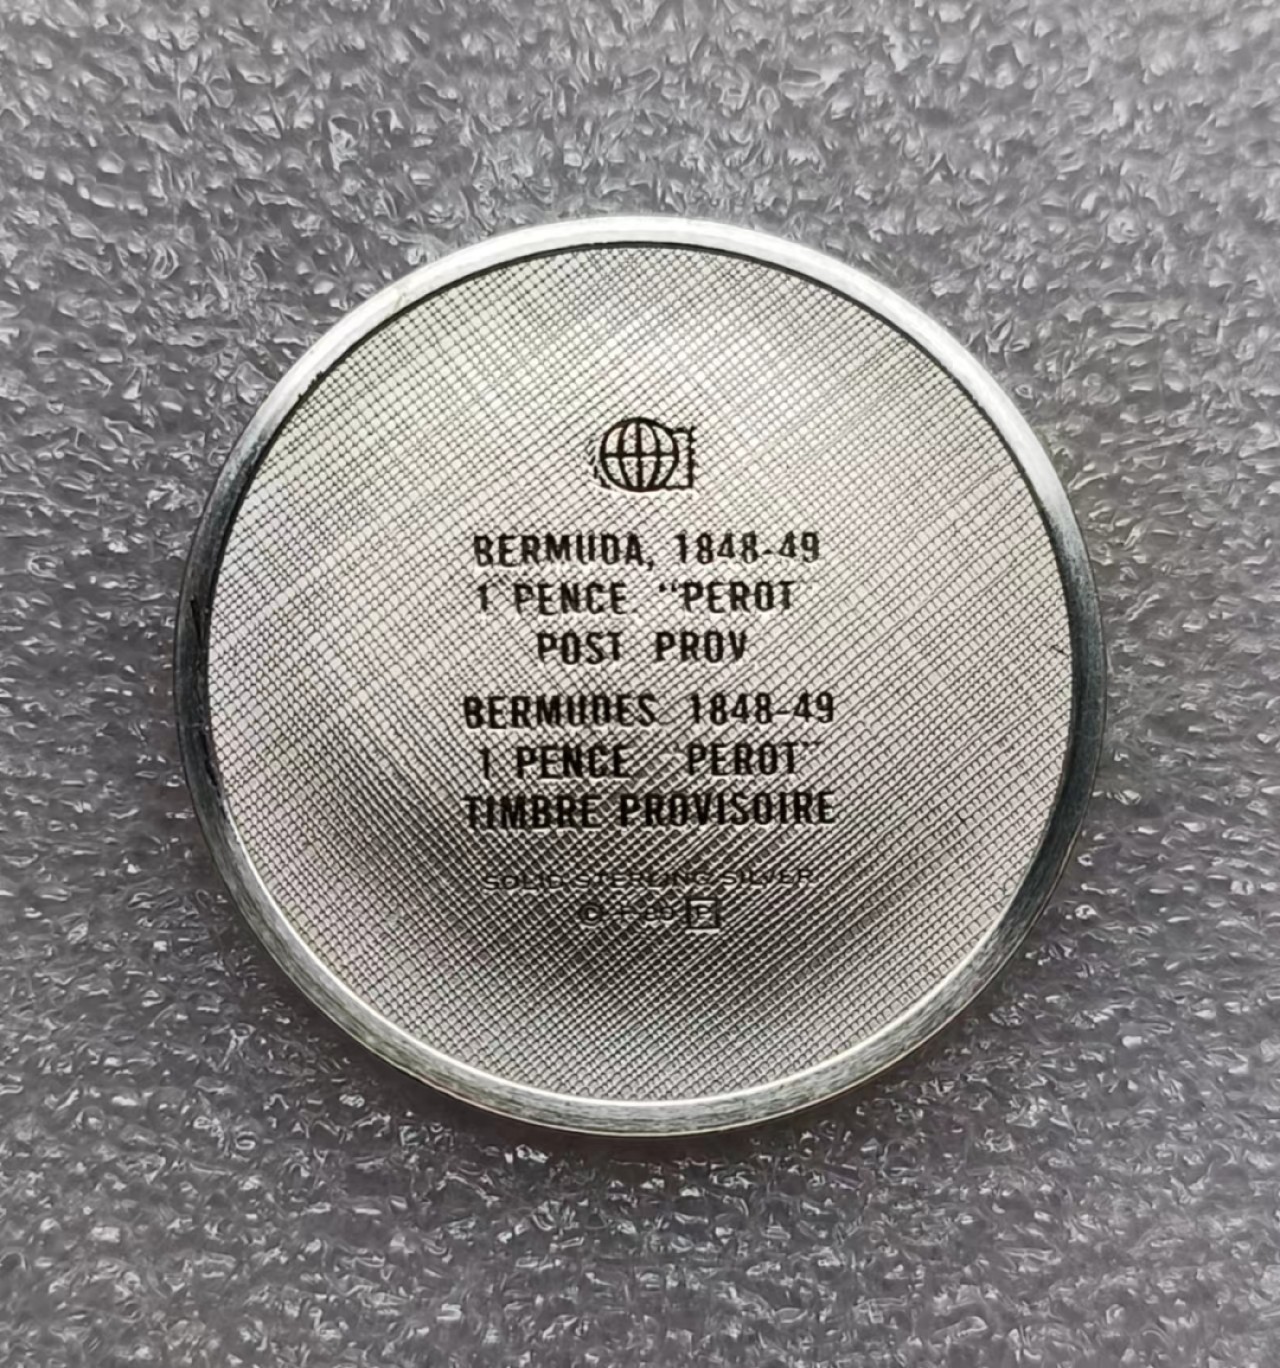 BERMUDA, 1848-49
1 PENCE "PEROT
POST PROV
BERMUDES 1848-49
1 PENCE "PEROT"
TIMBRE PROVISOIRE
SOLID STERLING SILVER
©